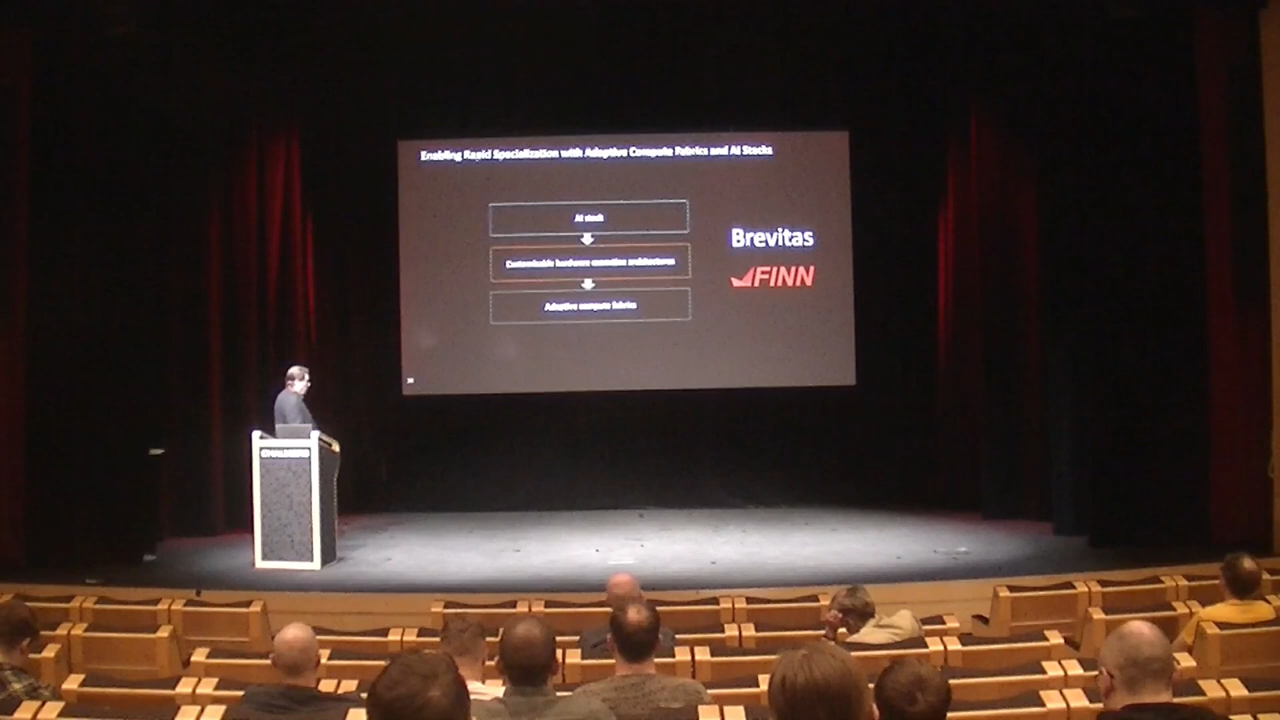 Enabling Rapid Specialization with Adaptive Compute Fabrics and AI Stacks
AI stack
Customizable hardware execution architectures
Adaptive compute fabrics
Brevitas
FINN
CHALMERS